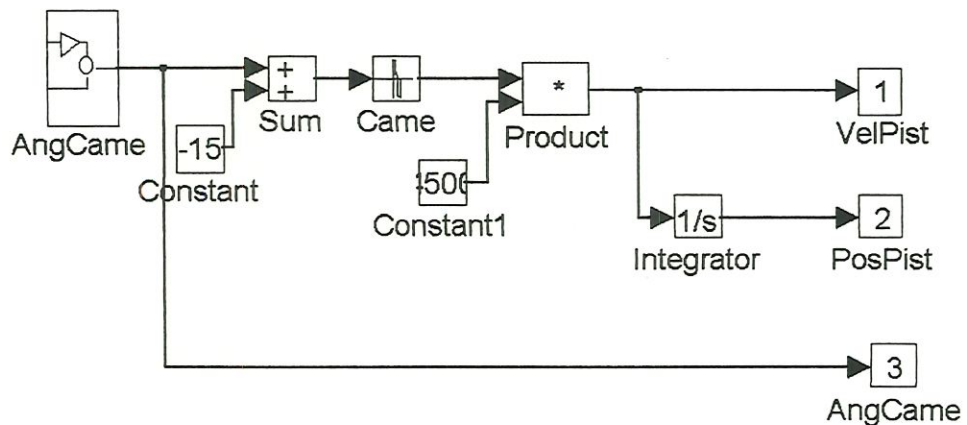 AngCame
-15
Constant
+
+
Sum
Came
Constant1
*
Product
1
VelPist
1/s
Integrator
2
PosPist
3
AngCame